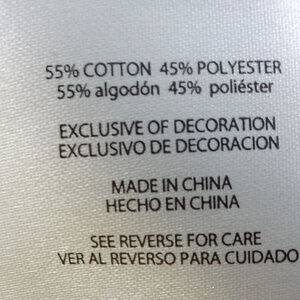 55% COTTON 45% POLYESTER
55% algodón 45% poliéster
EXCLUSIVE OF DECORATION
EXCLUSIVO DE DECORACION
MADE IN CHINA
HECHO EN CHINA
SEE REVERSE FOR CARE
VER AL REVERSO PARA CUIDADO